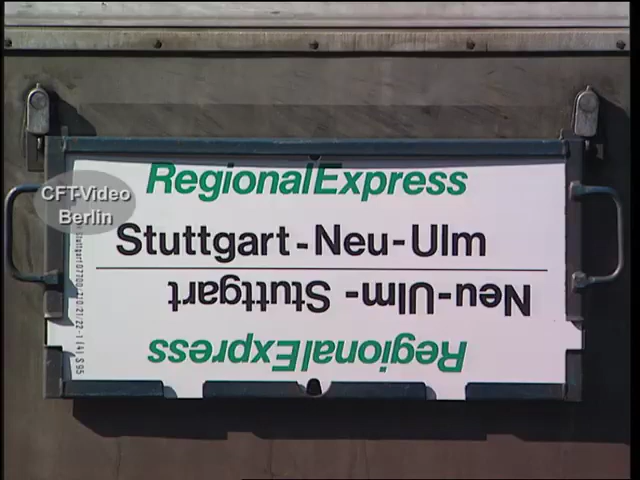 RegionalExpress
CFT-Video
Berlin
Stuttgart-Neu-Ulm
Neu-Ulm- Stuttgart
RegionalExpress